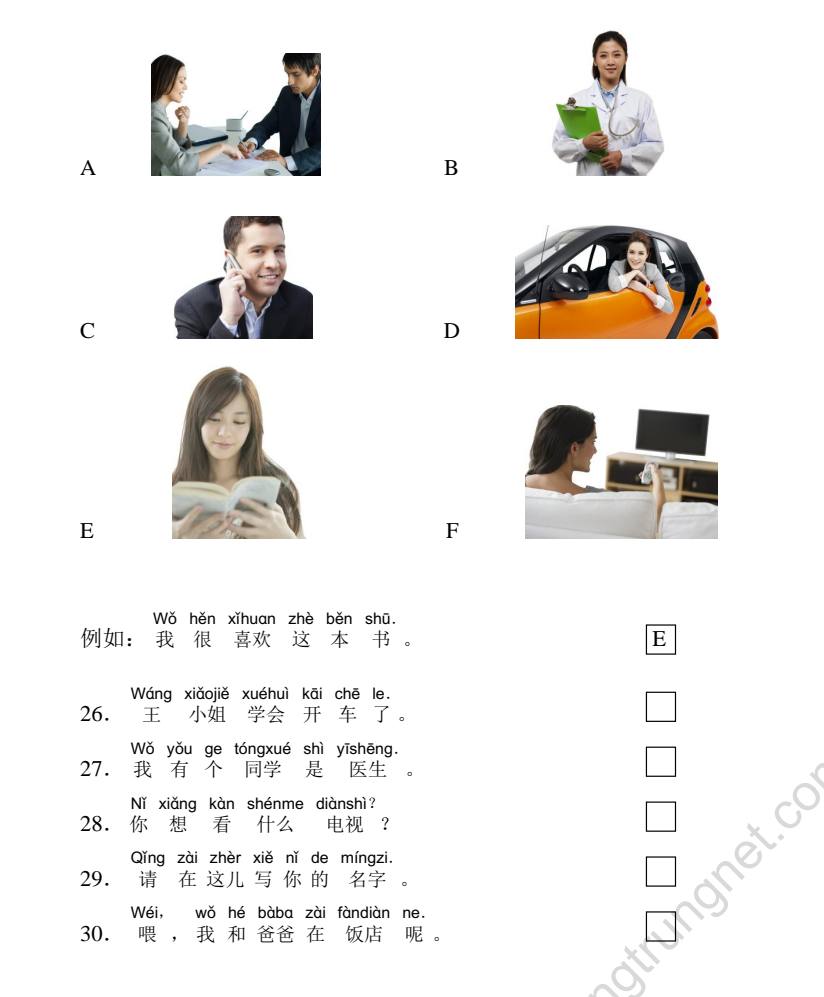 A
B
C
D
E
F
Wǒ hěn xǐhuan zhè běn shū.
例如： 我 很 喜欢 这 本 书 。
E
Wáng xiǎojiě xuéhuì kāi chē le.
26． 王 小姐 学会 开 车 了 。
Wǒ yǒu ge tóngxué shì yīshēng.
27． 我 有 个 同学 是 医生 。
Nǐ xiǎng kàn shénme diànshì?
28． 你 想 看 什么 电视 ？
Qǐng zài zhèr xiě nǐ de míngzi.
29． 请 在 这儿 写 你 的 名字 。
Wéi, wǒ hé bàba zài fàndiàn ne.
30． 喂 ， 我 和 爸爸 在 饭店 呢 。